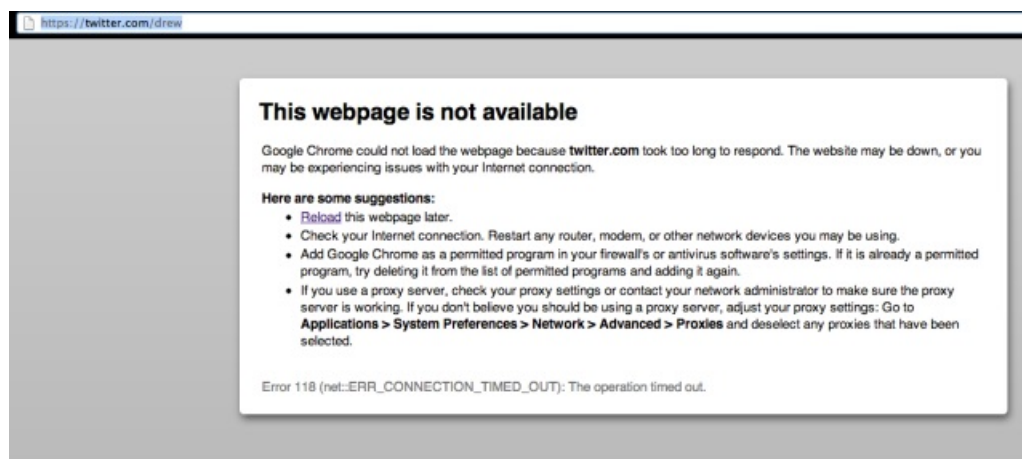 https://twitter.com/drew
This webpage is not available
Google Chrome could not load the webpage because twitter.com took too long to respond. The website may be down, or you
may be experiencing issues with your Internet connection.
Here are some suggestions:
• Reload this webpage later.
• Check your Internet connection. Restart any router, modem, or other network devices you may be using.
• Add Google Chrome as a permitted program in your firewall's or antivirus software's settings. If it is already a permitted
program, try deleting it from the list of permitted programs and adding it again.
• If you use a proxy server, check your proxy settings or contact your network administrator to make sure the proxy
server is working. If you don't believe you should be using a proxy server, adjust your proxy settings: Go to
Applications > System Preferences > Network > Advanced > Proxies and deselect any proxies that have been
selected.
Error 118 (net::ERR_CONNECTION_TIMED_OUT): The operation timed out.